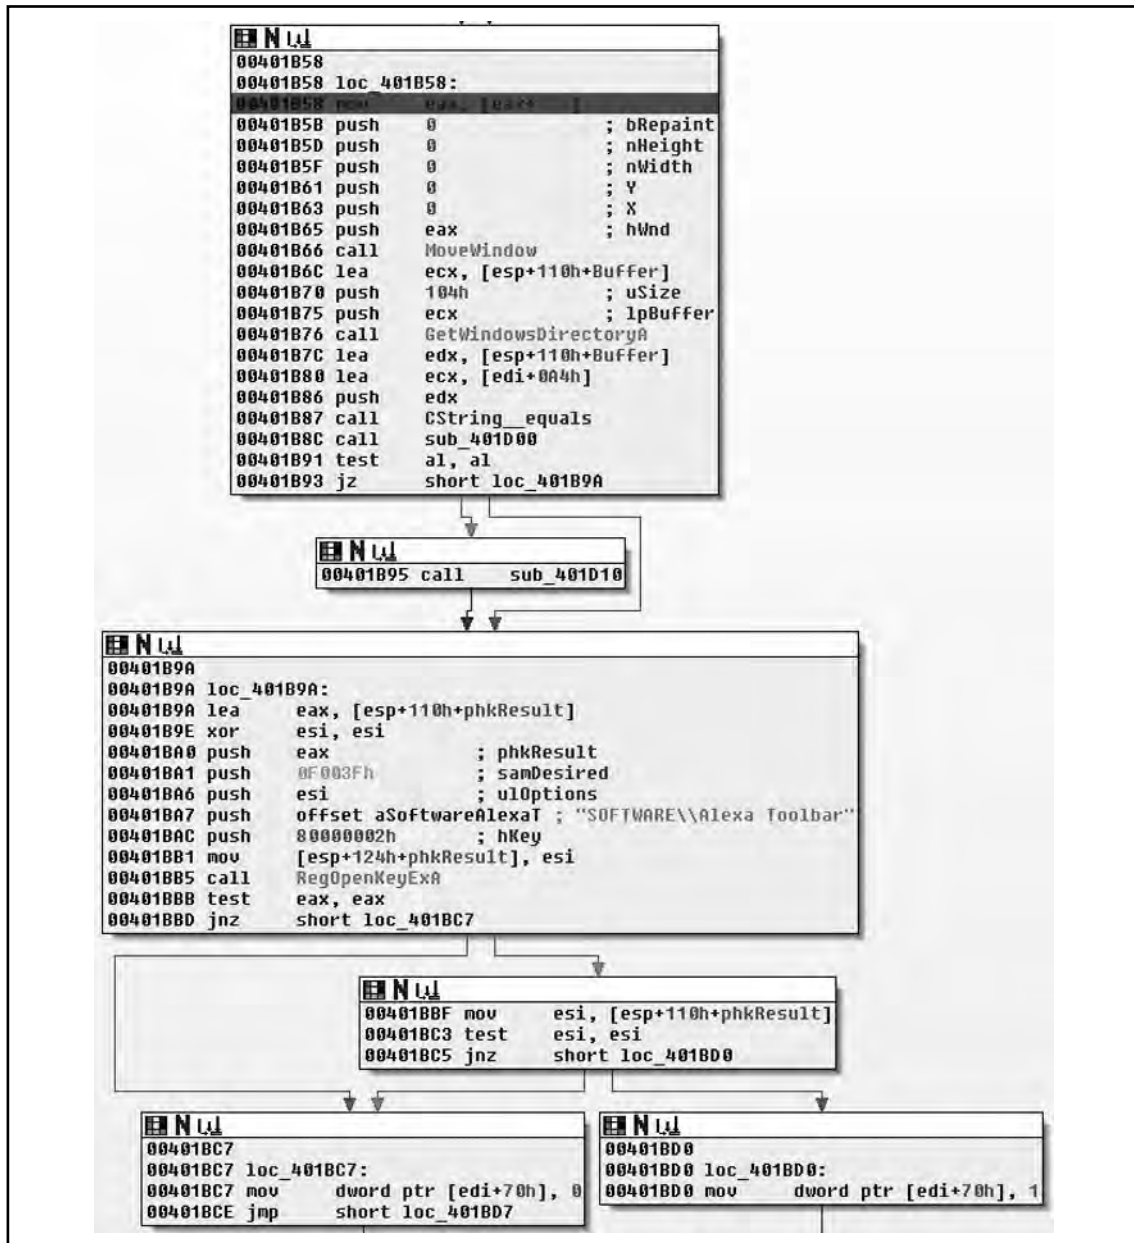 00401B58
00401B58 loc_401B58:
00401B58 mov eax,
00401B5B push 0 ; bRepaint
00401B5D push 0 ; nHeight
00401B5F push 0 ; nWidth
00401B61 push 0 ; Y
00401B63 push 0 ; X
00401B65 push eax ; hWnd
00401B66 call MoveWindow
00401B6C lea ecx, [esp+110h+Buffer]
00401B70 push 104h ; uSize
00401B75 push ecx ; lpBuffer
00401B76 call GetWindowsDirectoryA
00401B7C lea edx, [esp+110h+Buffer]
00401B80 lea ecx, [edi+0A4h]
00401B86 push edx
00401B87 call CString__equals
00401B8C call sub_401D00
00401B91 test al, al
00401B93 jz short loc_401B9A
00401B95 call sub_401D10
00401B9A
00401B9A loc_401B9A:
00401B9A lea eax, [esp+110h+phkResult]
00401B9E xor esi, esi
00401BA0 push eax ; phkResult
00401BA1 push 0F003Fh ; samDesired
00401BA6 push esi ; ulOptions
00401BA7 push offset aSoftwareAlexaT ; "SOFTWARE\\Alexa Toolbar"
00401BAC push 80000002h ; hKey
00401BB1 mov [esp+124h+phkResult], esi
00401BB5 call RegOpenKeyExA
00401BBB test eax, eax
00401BBD jnz short loc_401BC7
00401BBF mov esi, [esp+110h+phkResult]
00401BC3 test esi, esi
00401BC5 jnz short loc_401BD0
00401BC7
00401BC7 loc_401BC7:
00401BC7 mov dword ptr [edi+70h], 0
00401BCE jmp short loc_401BD7
00401BD0
00401BD0 loc_401BD0:
00401BD0 mov dword ptr [edi+70h], 1